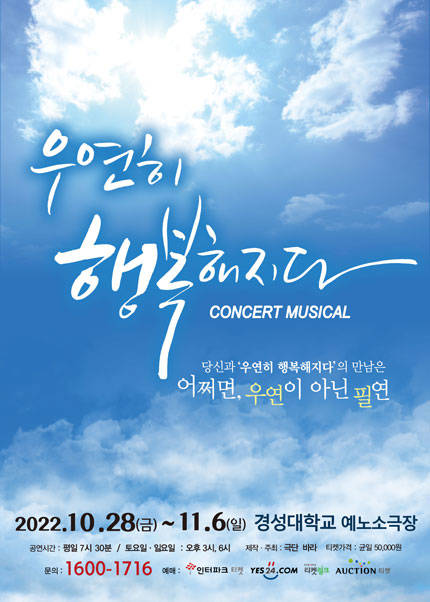 우연히
행복해지다
CONCERT MUSICAL
당신과 '우연히 행복해지다'의 만남은
어쩌면, 우연이 아닌 필연
2022.10.28(금) ~ 11.6(일) 경성대학교 예노소극장
공연시간 : 평일 7시 30분 / 토요일 · 일요일 : 오후 3시, 6시 제작 · 주최 : 극단 바라 티켓가격 : 균일 50,000원
문의 : 1600-1716 예매 : 인터파크 티켓 YES24.COM 티켓링크 AUCTION 티켓